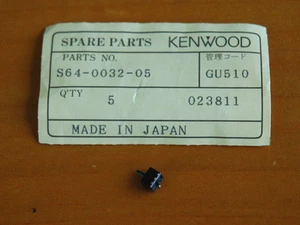 SPARE PARTS KENWOOD
PARTS NO. 管理コード
S64-0032-05 GU510
Q'TY
5 023811
MADE IN JAPAN